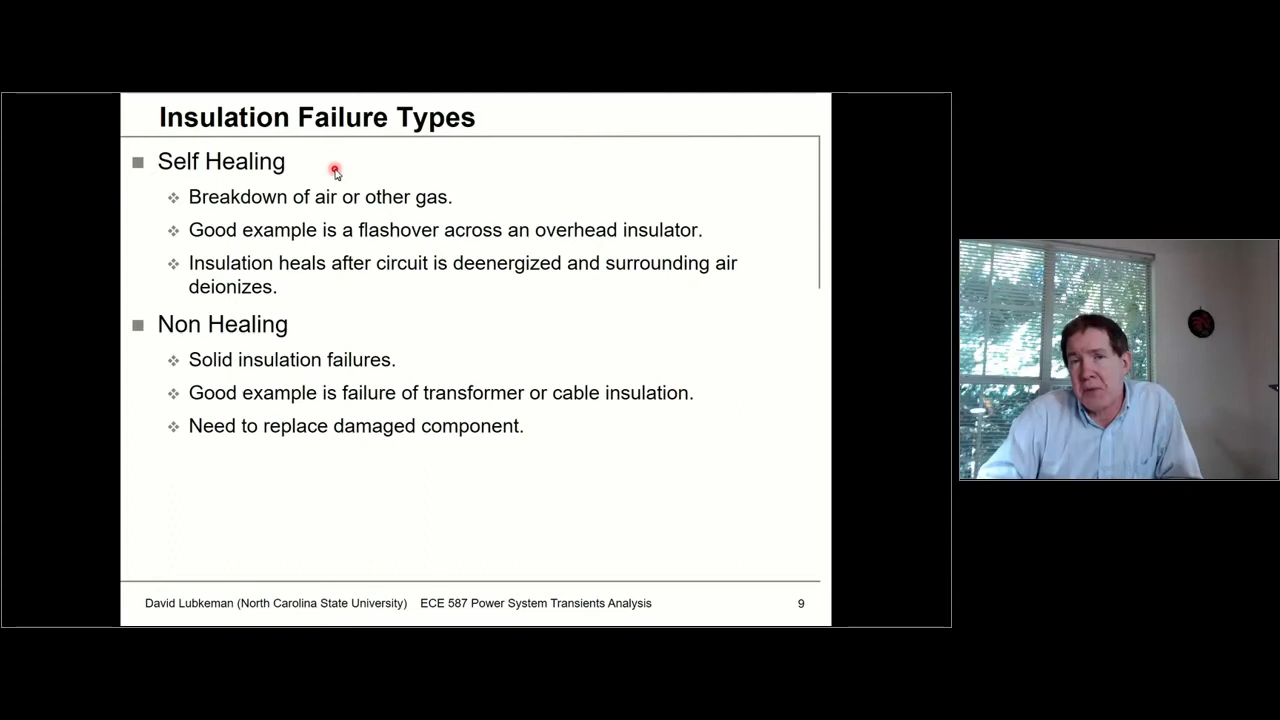 Insulation Failure Types
Self Healing
Breakdown of air or other gas.
Good example is a flashover across an overhead insulator.
Insulation heals after circuit is deenergized and surrounding air
deionizes.
Non Healing
Solid insulation failures.
Good example is failure of transformer or cable insulation.
Need to replace damaged component.
David Lubkeman (North Carolina State University) ECE 587 Power System Transients Analysis 9